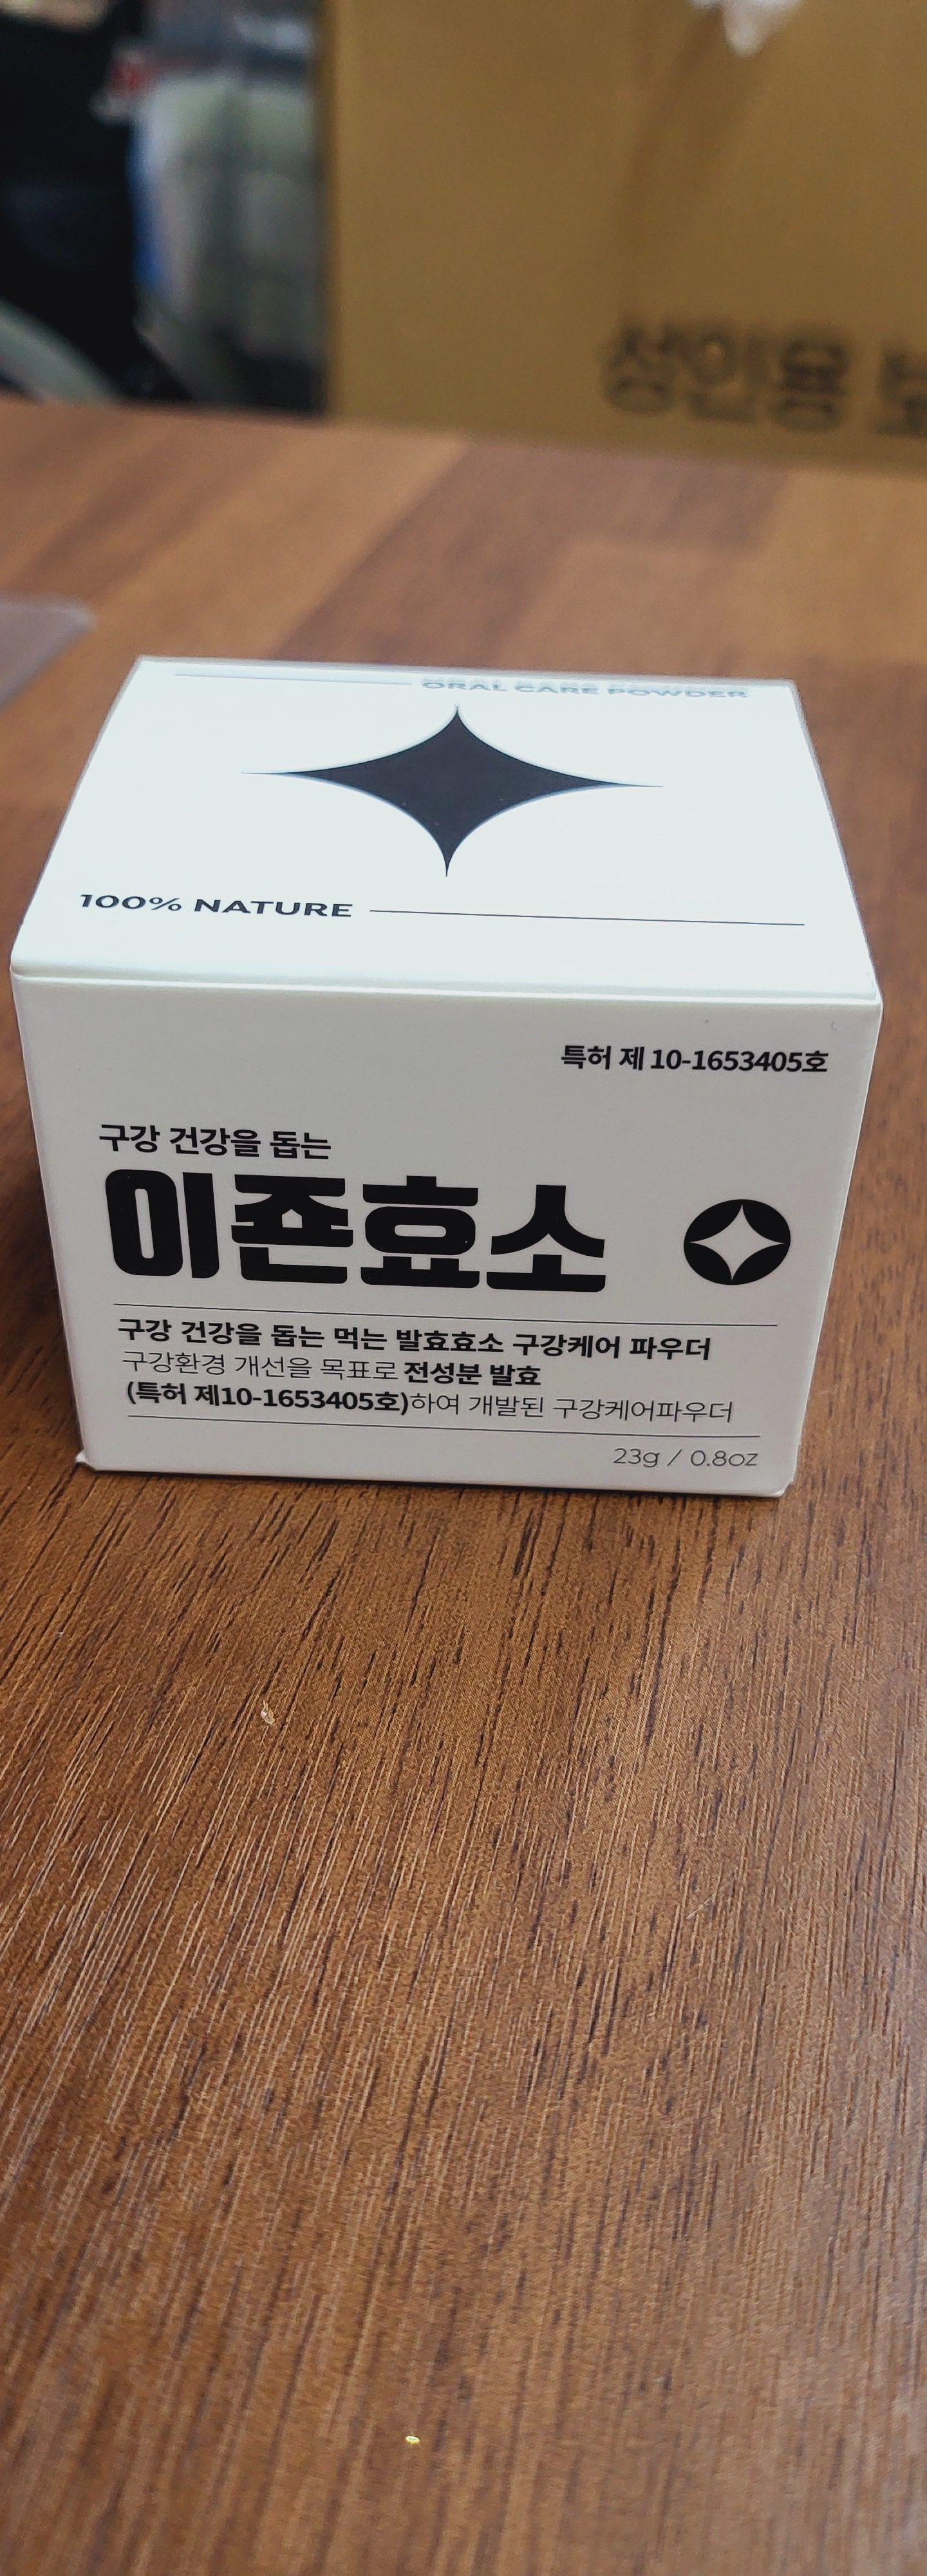 성인용 보
ORAL CARE POWDER
100% NATURE
특허 제 10-1653405호
구강 건강을 돕는
이죤효소
구강 건강을 돕는 먹는 발효효소 구강케어 파우더
구강환경 개선을 목표로 전성분 발효
(특허 제10-1653405호)하여 개발된 구강케어파우더
23g / 0.8oz